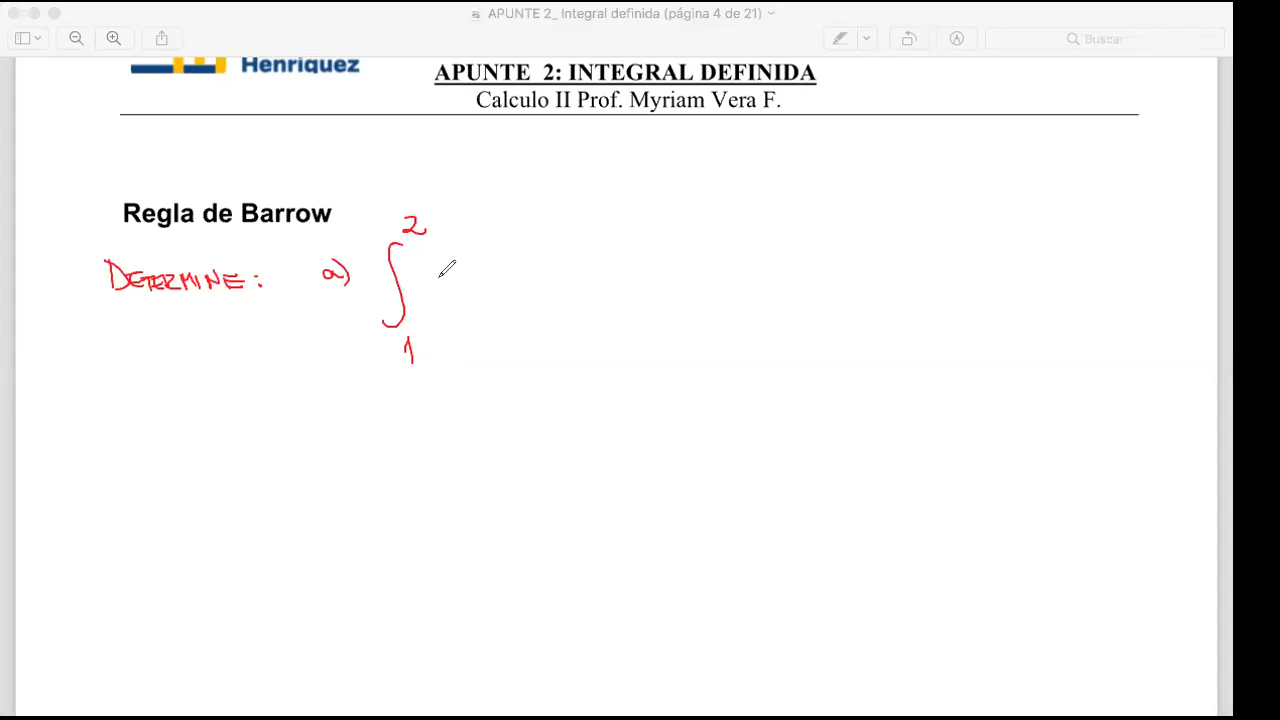 APUNTE 2_ Integral definida (página 4 de 21)
Buscar
Henríquez
APUNTE 2: INTEGRAL DEFINIDA
Calculo II Prof. Myriam Vera F.
Regla de Barrow
DETERMINE: a) ∫
2
1